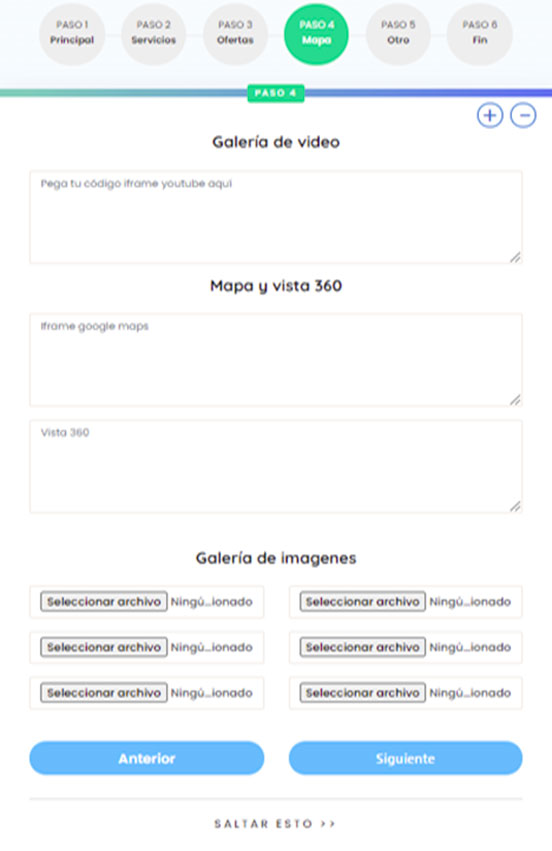 PASO 1 PASO 2 PASO 3 PASO 4 PASO 5 PASO 6
Principal Servicios Ofertas Mapa Otro Fin
PASO 4
Galería de video
Pega tu código iframe youtube aquí
Mapa y vista 360
Iframe google maps
Vista 360
Galería de imagenes
Seleccionar archivo Ningú...ionado Seleccionar archivo Ningú...ionado
Seleccionar archivo Ningú...ionado Seleccionar archivo Ningú...ionado
Seleccionar archivo Ningú...ionado Seleccionar archivo Ningú...ionado
Anterior Siguiente
SALTAR ESTO >>